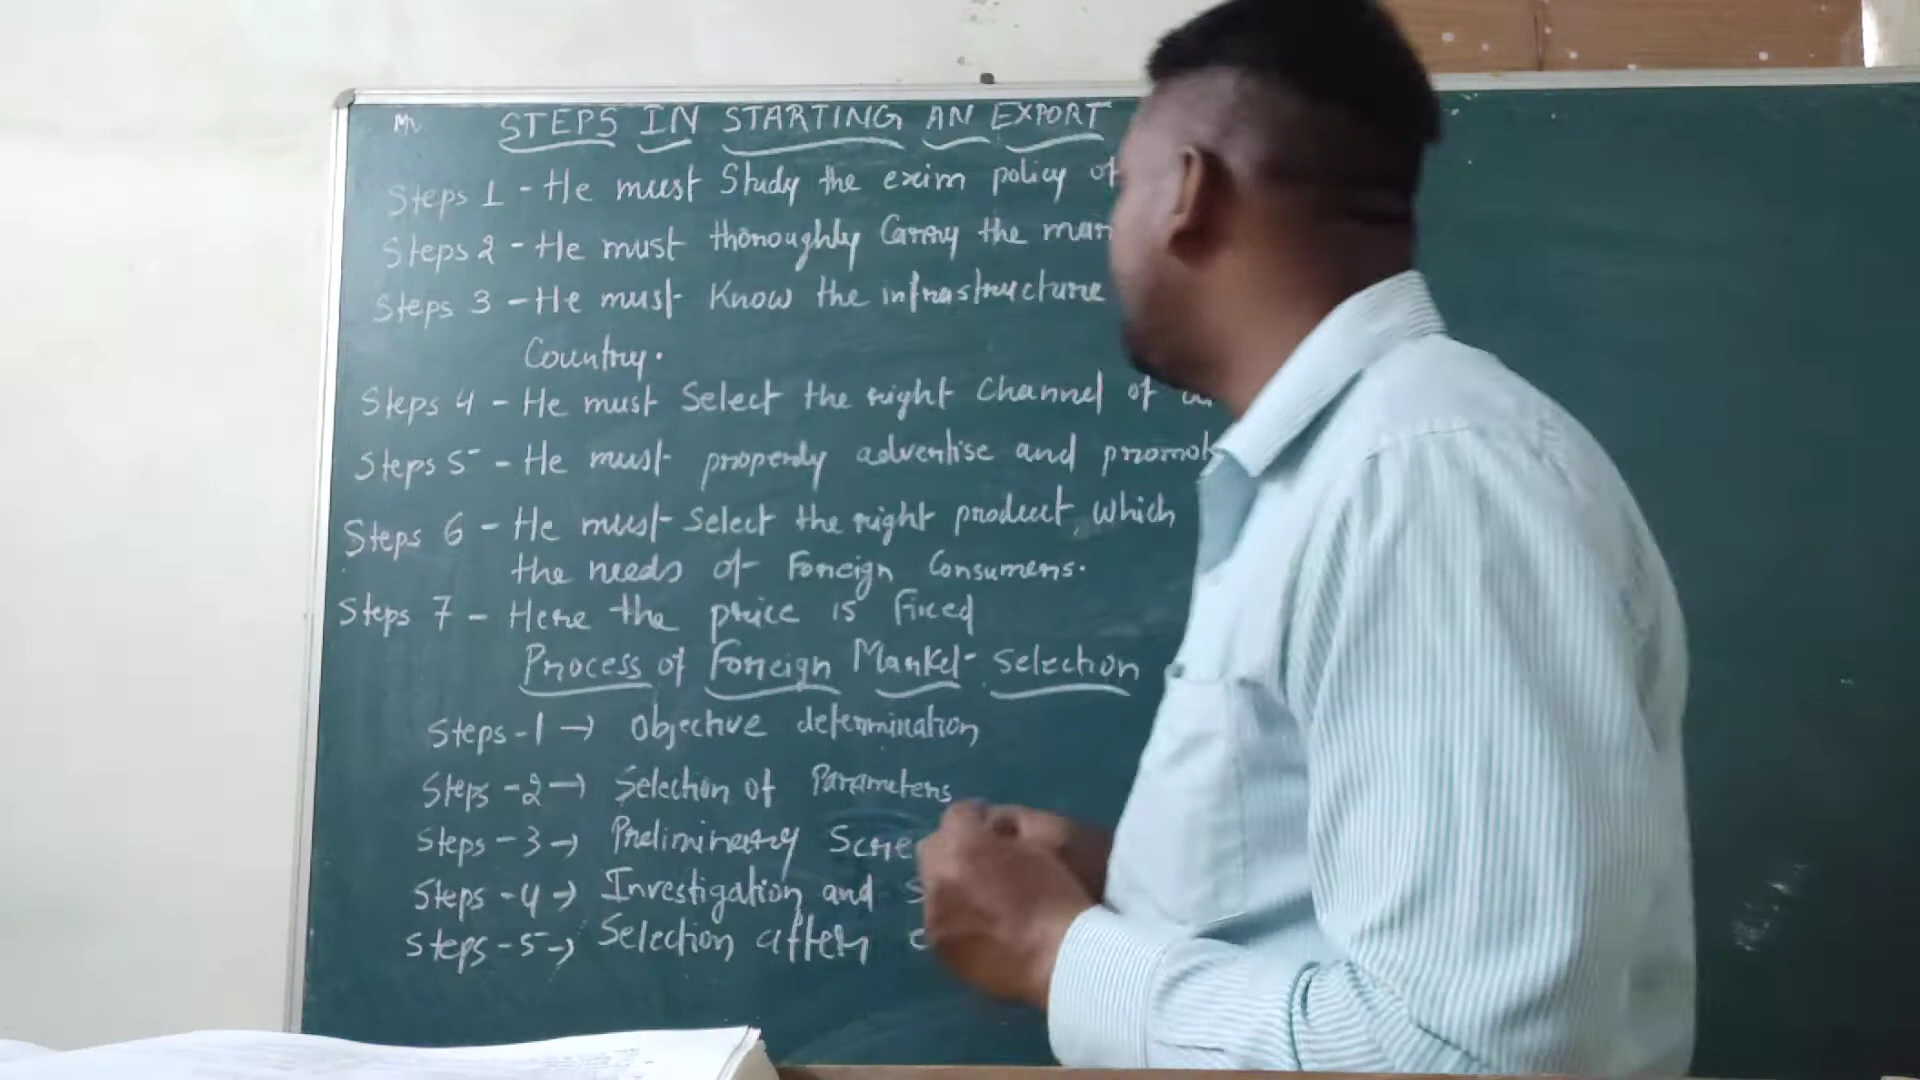 STEPS IN STARTING AN EXPORT
Steps 1 - He must Study the exim policy of
Steps 2 - He must thoroughly Carry the
Steps 3 - He must Know the infrastructure
Country.
Steps 4 - He must Select the right Channel of
Steps 5 - He must properly advertise and
Steps 6 - He must Select the right product, which
the needs of Foreign Consumers.
Steps 7 - Here the price is fixed
Process of Foreign Market Selection
Steps-1 → Objective determination
Steps-2 → Selection of Parameters
Steps-3 → Preliminary
Steps-4 → Investigation and
Steps-5 → Selection after